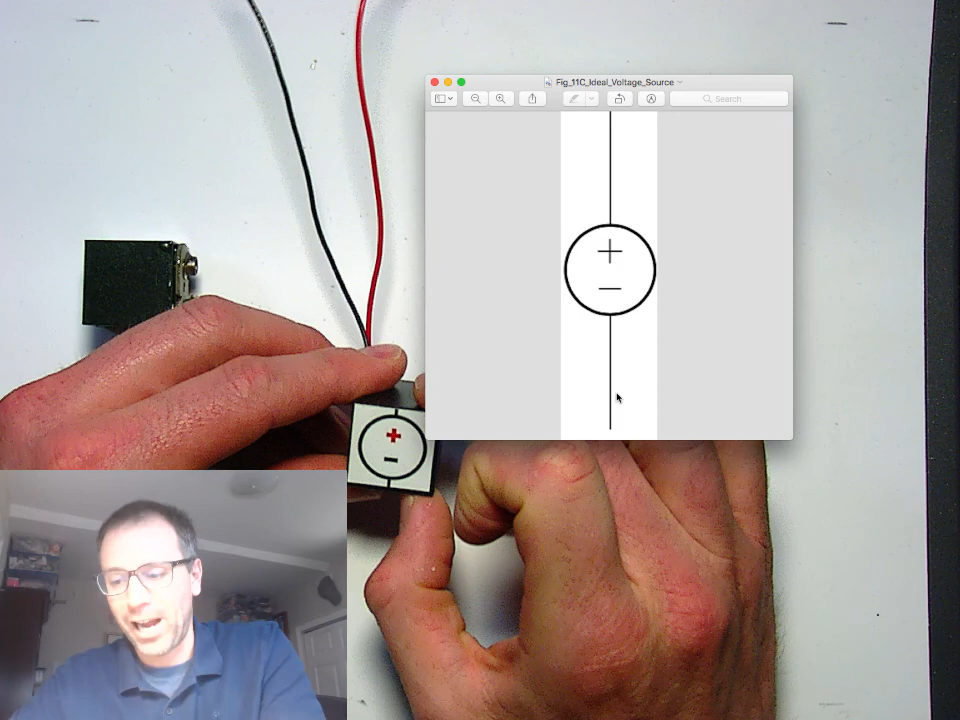 Fig_11C_Ideal_Voltage_Source
Search
+
−
+
-